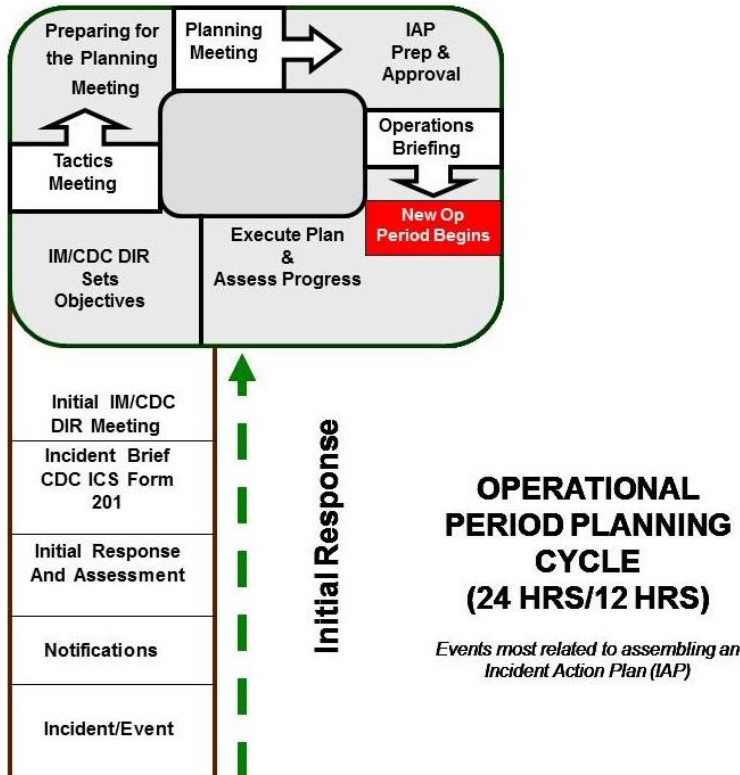 Preparing for
the Planning
Meeting
Planning
Meeting
IAP
Prep &
Approval
Tactics
Meeting
Operations
Briefing
New Op
Period Begins
IM/CDC DIR
Sets
Objectives
Execute Plan
&
Assess Progress
Initial IM/CDC
DIR Meeting
Incident Brief
CDC ICS Form
201
Initial Response
And Assessment
Notifications
Incident/Event
Initial Response
OPERATIONAL
PERIOD PLANNING
CYCLE
(24 HRS/12 HRS)
Events most related to assembling an
Incident Action Plan (IAP)